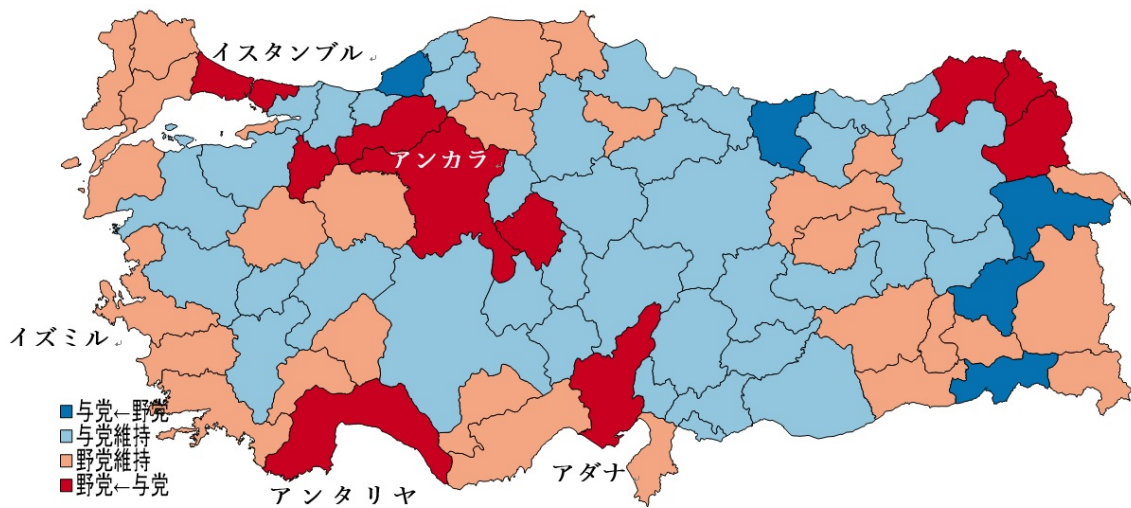 イスタンブル
アンカラ
イズミル
与党←野党
与党維持
野党維持
野党←与党
アダナ
アンタリヤ